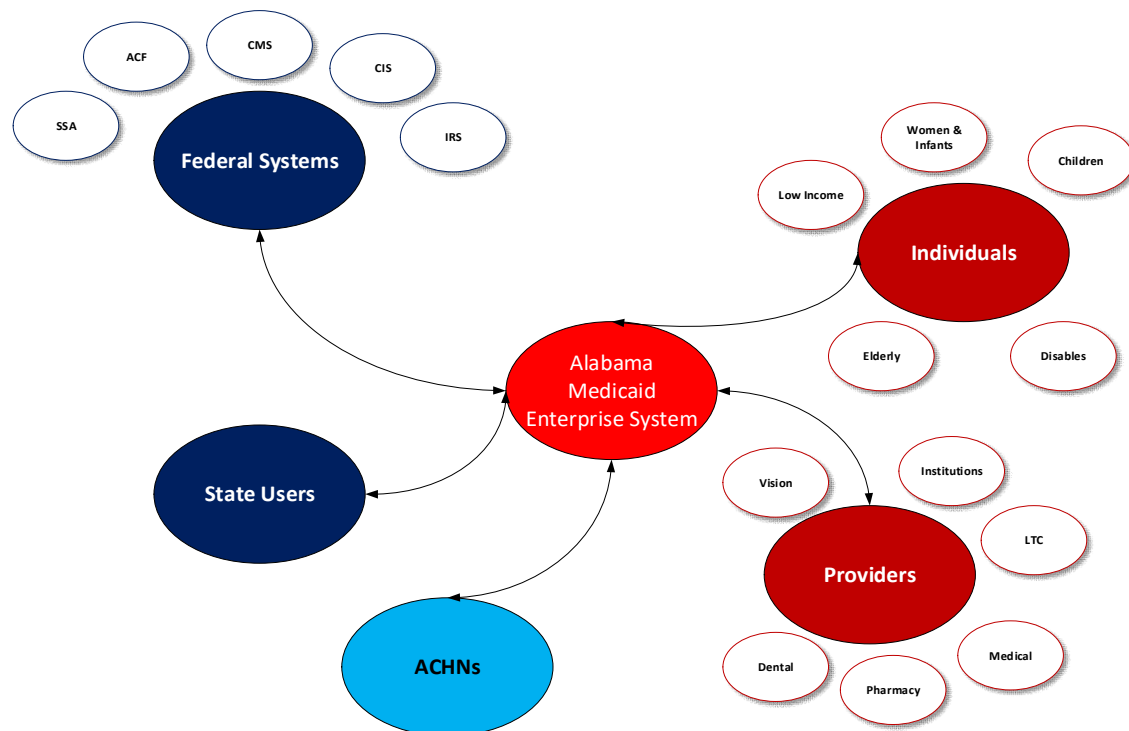 CMS
ACF
CIS
SSA
IRS
Federal Systems
Women &
Infants
Children
Low Income
Individuals
Elderly
Disables
Alabama
Medicaid
Enterprise System
State Users
Vision
Institutions
LTC
Providers
Dental
Medical
Pharmacy
ACHNs